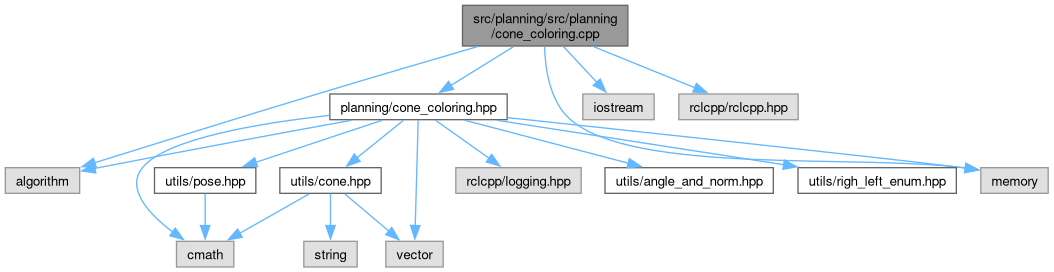 src/planning/src/planning
/cone_coloring.cpp
planning/cone_coloring.hpp
iostream
rclcpp/rclcpp.hpp
algorithm
utils/pose.hpp
utils/cone.hpp
rclcpp/logging.hpp
utils/angle_and_norm.hpp
utils/righ_left_enum.hpp
memory
cmath
string
vector